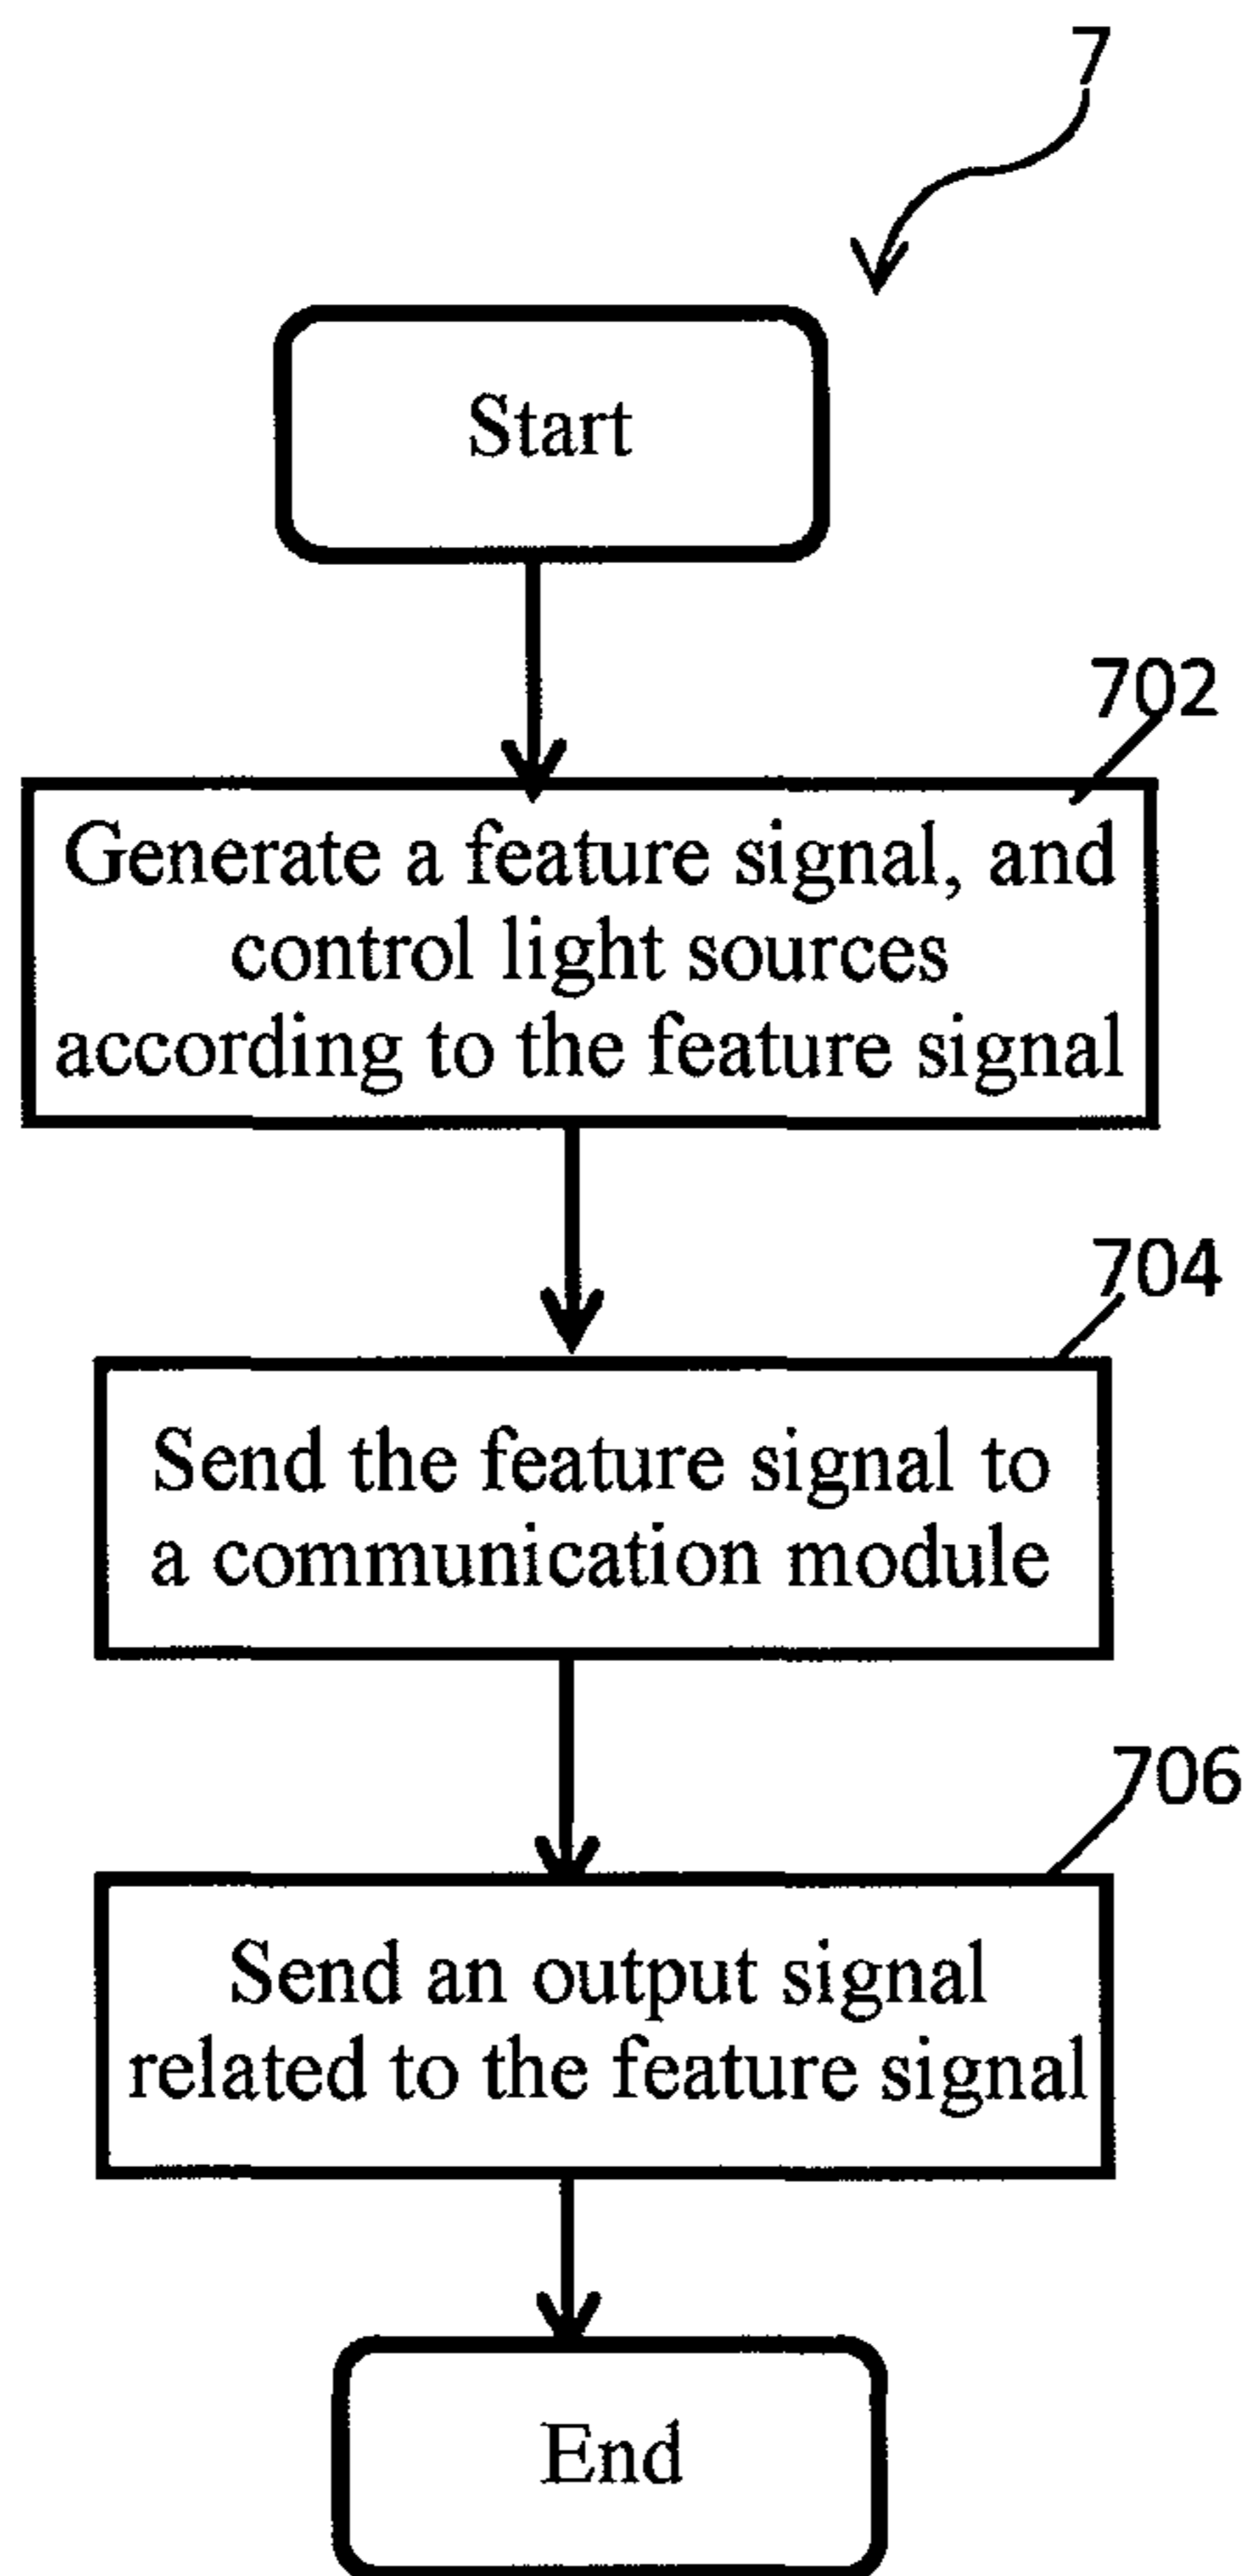 7
Start
702
Generate a feature signal, and
control light sources
according to the feature signal
704
Send the feature signal to
a communication module
706
Send an output signal
related to the feature signal
End